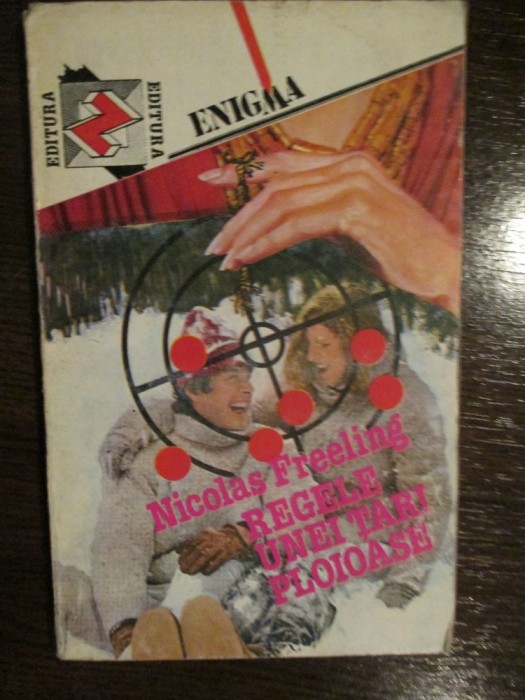 EDITURA
EDITURA
ENIGMA
Nicolas Freeling
REGELE
UNEI ȚĂRI
PLOIOASE